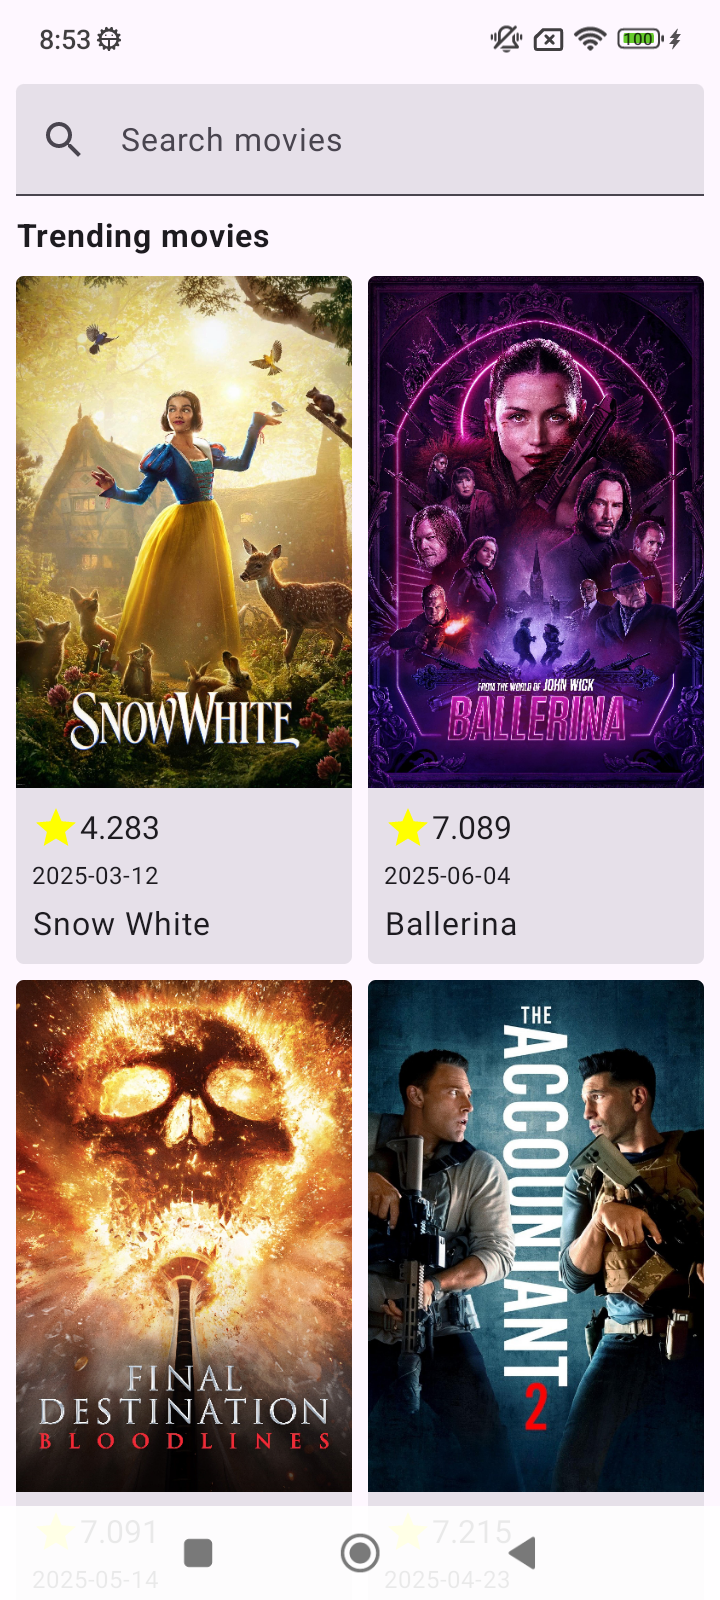 8:53
100
Search movies
Trending movies
SNOW WHITE
FROM THE WORLD OF JOHN WICK
BALLERINA
4.283
7.089
2025-03-12
2025-06-04
Snow White
Ballerina
FINAL
DESTINATION
BLOODLINES
THE
ACCOUNTANT
2
7.091
7.215
2025-05-14
2025-04-23